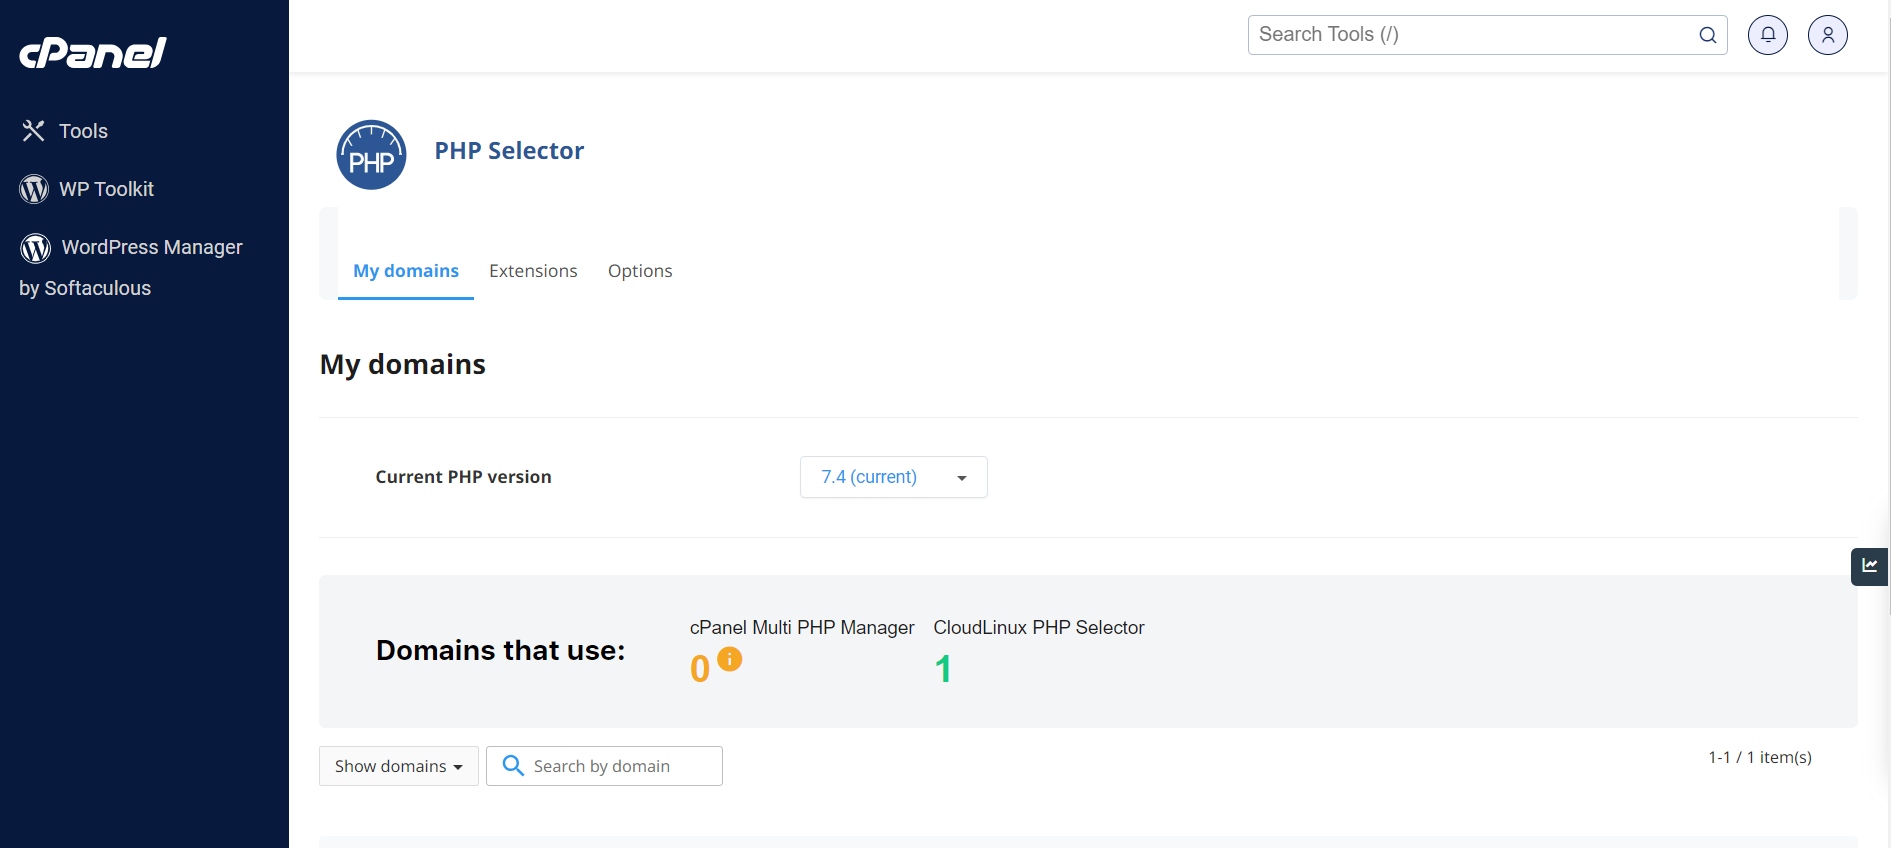 cPanel
Search Tools (/)
Tools
WP Toolkit
WordPress Manager
by Softaculous
PHP
PHP Selector
My domains
Extensions
Options
My domains
Current PHP version
7.4 (current)
Domains that use:
cPanel Multi PHP Manager
0
i
CloudLinux PHP Selector
1
Show domains
Search by domain
1-1 / 1 item(s)